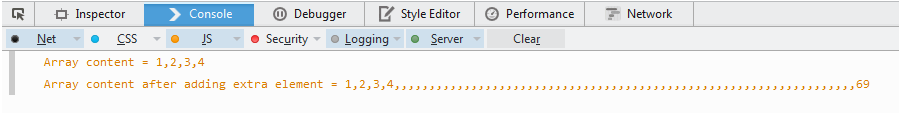 Inspector Console Debugger Style Editor Performance Network
Net CSS JS Security Logging Server Clear
Array content = 1,2,3,4
Array content after adding extra element = 1,2,3,4,,,,,,,,,,,,,,,,,,,,,,,,,,,,,,,,,,,,,,,,,,,,,,,,,,,,,,,,,,,,,,,,,,69